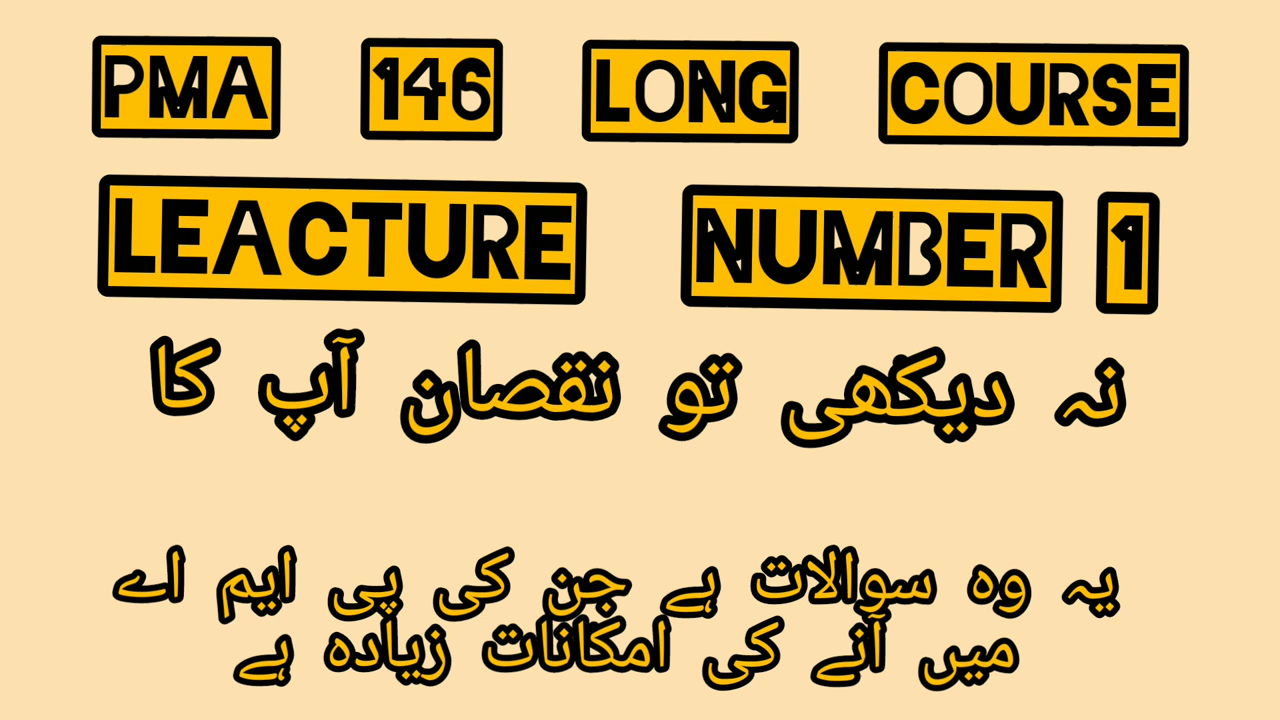 PMA 146 LONG COURSE
LEACTURE NUMBER 1
نہ دیکھی تو نقصان آپ کا
یہ وہ سوالات ہے جن کی پی ایم اے
میں آنے کی امکانات زیادہ ہے